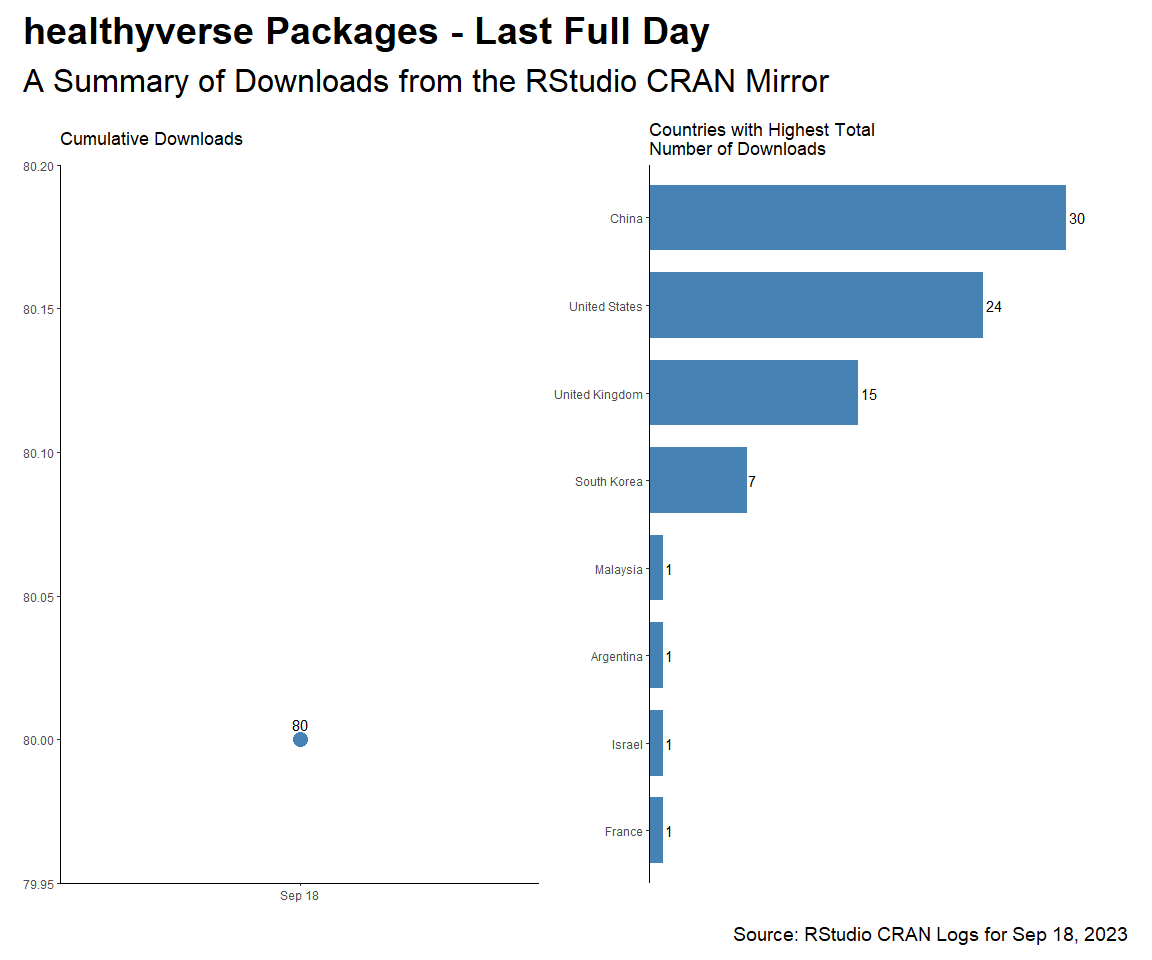 healthyverse Packages - Last Full Day
A Summary of Downloads from the RStudio CRAN Mirror
Cumulative Downloads
80.20
80.15
80.10
80.05
80.00
79.95
80
Sep 18
Countries with Highest Total
Number of Downloads
China 30
United States 24
United Kingdom 15
South Korea 7
Malaysia 1
Argentina 1
Israel 1
France 1
Source: RStudio CRAN Logs for Sep 18, 2023